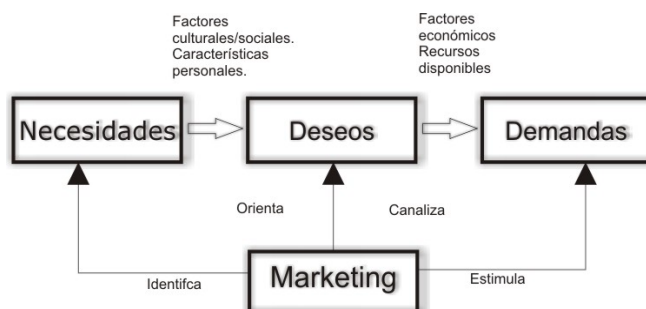 Factores
culturales/sociales.
Características
personales.
Factores
económicos
Recursos
disponibles
Necesidades
Deseos
Demandas
Orienta
Canaliza
Identifca
Marketing
Estimula